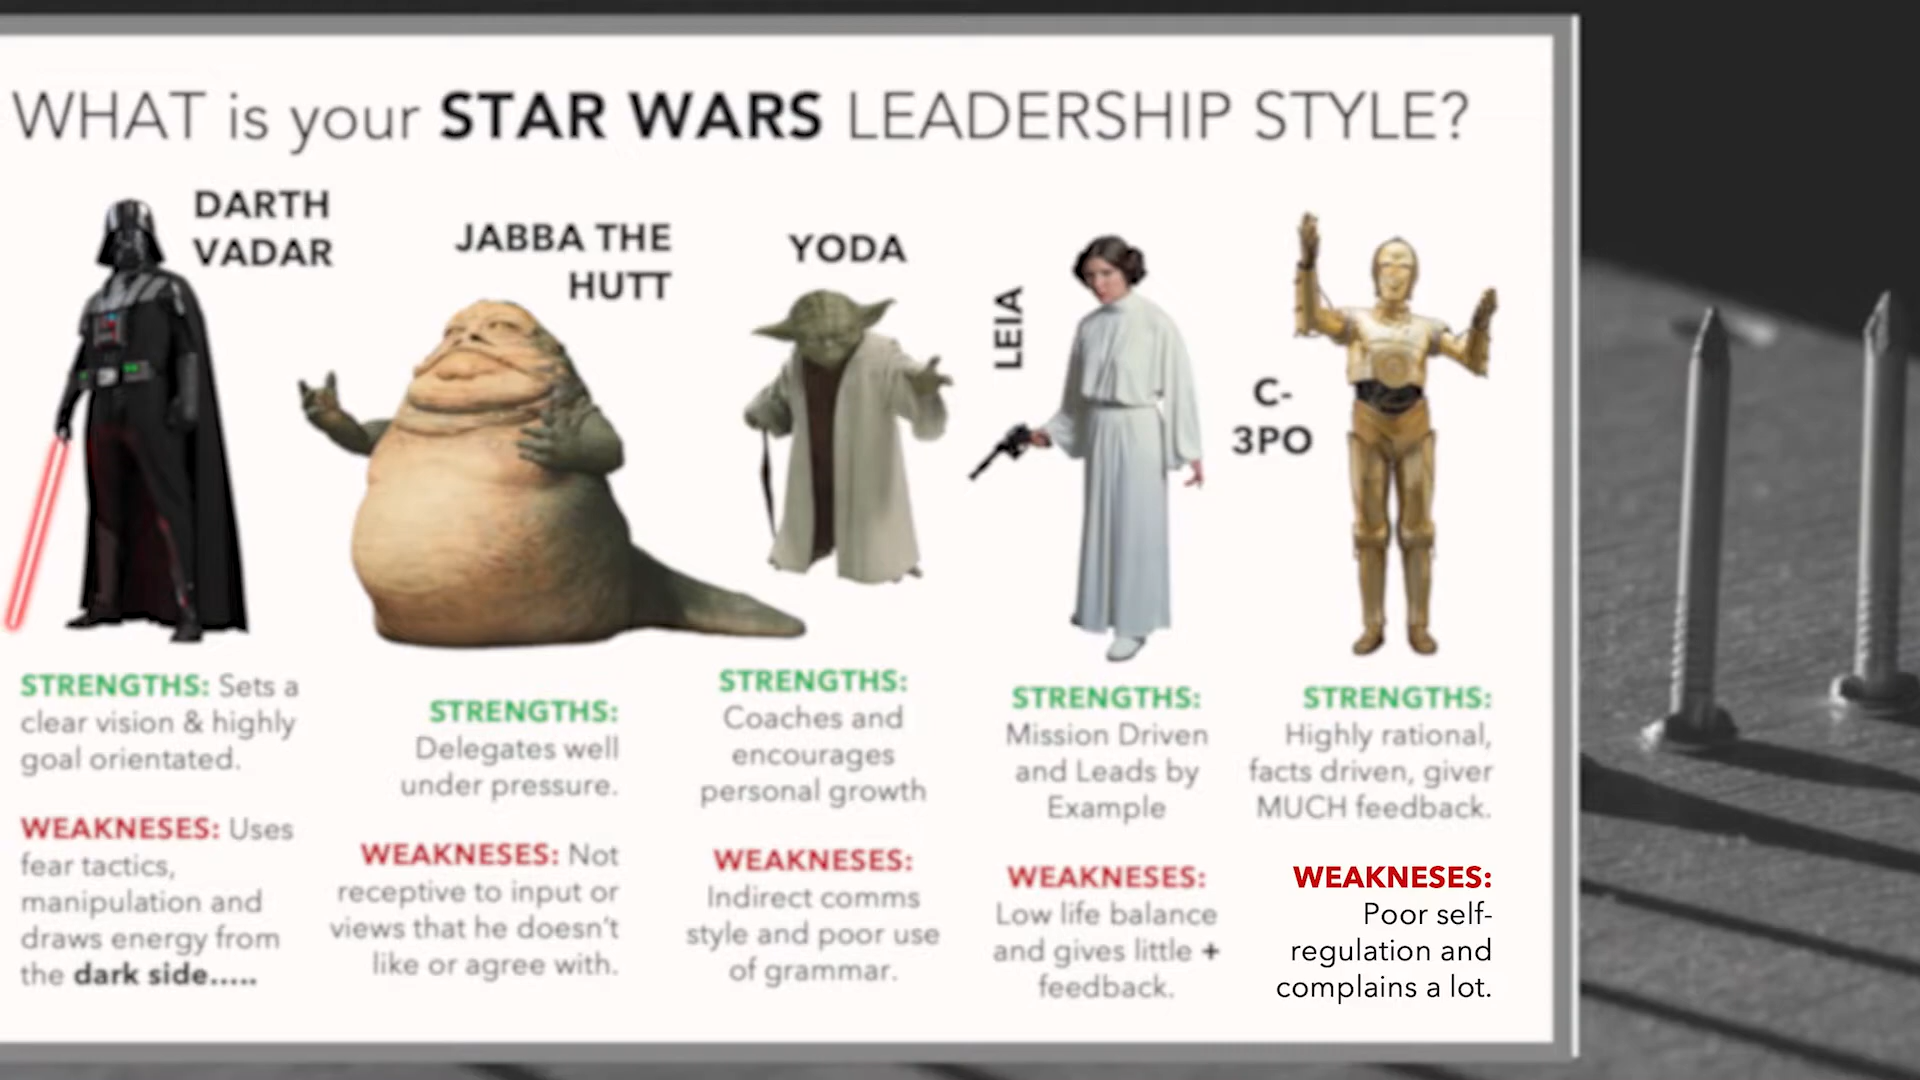 WHAT is your STAR WARS LEADERSHIP STYLE?
DARTH
VADAR
JABBA THE
HUTT
YODA
LEIA
C-
3PO
STRENGTHS: Sets a
clear vision & highly
goal orientated.
WEAKNESES: Uses
fear tactics,
manipulation and
draws energy from
the dark side.....
STRENGTHS:
Delegates well
under pressure.
WEAKNESES: Not
receptive to input or
views that he doesn't
like or agree with.
STRENGTHS:
Coaches and
encourages
personal growth
WEAKNESES:
Indirect comms
style and poor use
of grammar.
STRENGTHS:
Mission Driven
and Leads by
Example
WEAKNESES:
Low life balance
and gives little +
feedback.
STRENGTHS:
Highly rational,
facts driven, giver
MUCH feedback.
WEAKNESES:
Poor self-
regulation and
complains a lot.